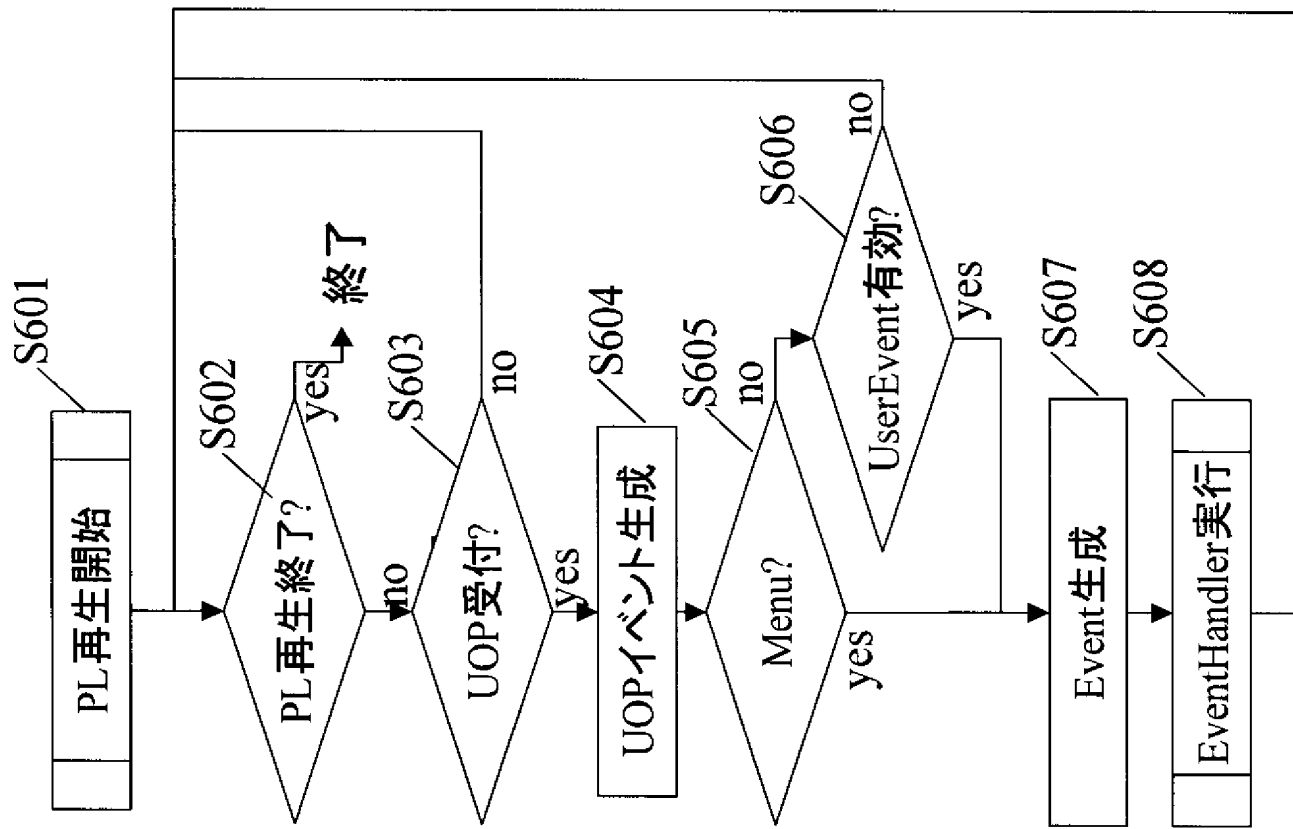 S601
PL再生開始
S602
PL再生終了?
yes
終了
no
S603
UOP受付?
no
yes
S604
UOPイベント生成
S605
Menu?
no
yes
S606
UserEvent有効?
no
yes
S607
Event生成
S608
EventHandler実行